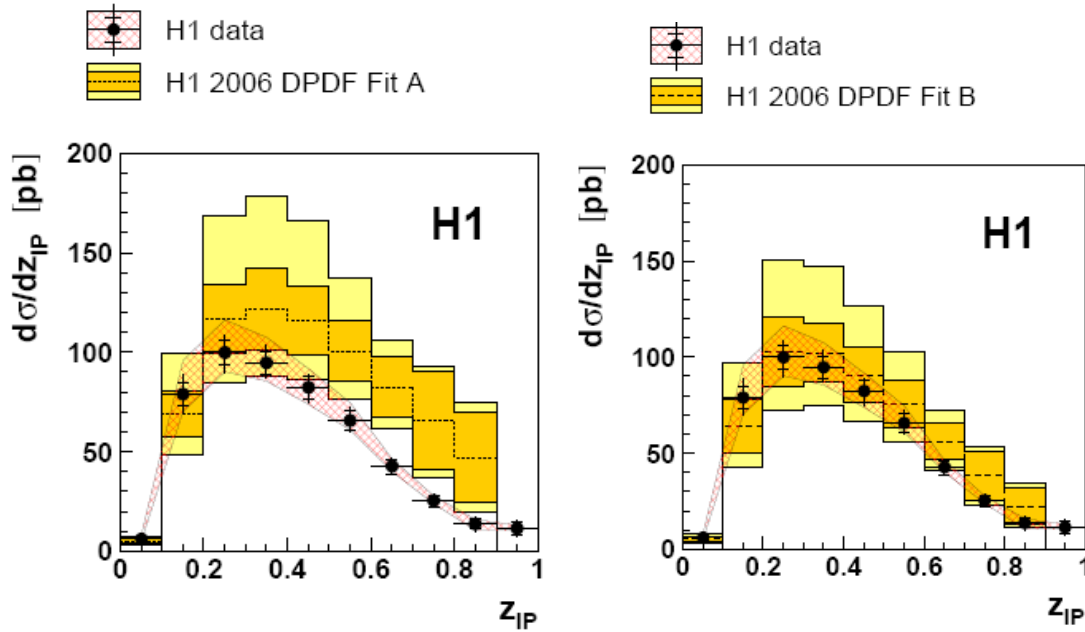 H1 data
H1 2006 DPDF Fit A
dσ/dz_IP [pb]
200
150
100
50
0
H1
0 0.2 0.4 0.6 0.8 1
z_IP
H1 data
H1 2006 DPDF Fit B
dσ/dz_IP [pb]
200
150
100
50
0
H1
0 0.2 0.4 0.6 0.8 1
z_IP